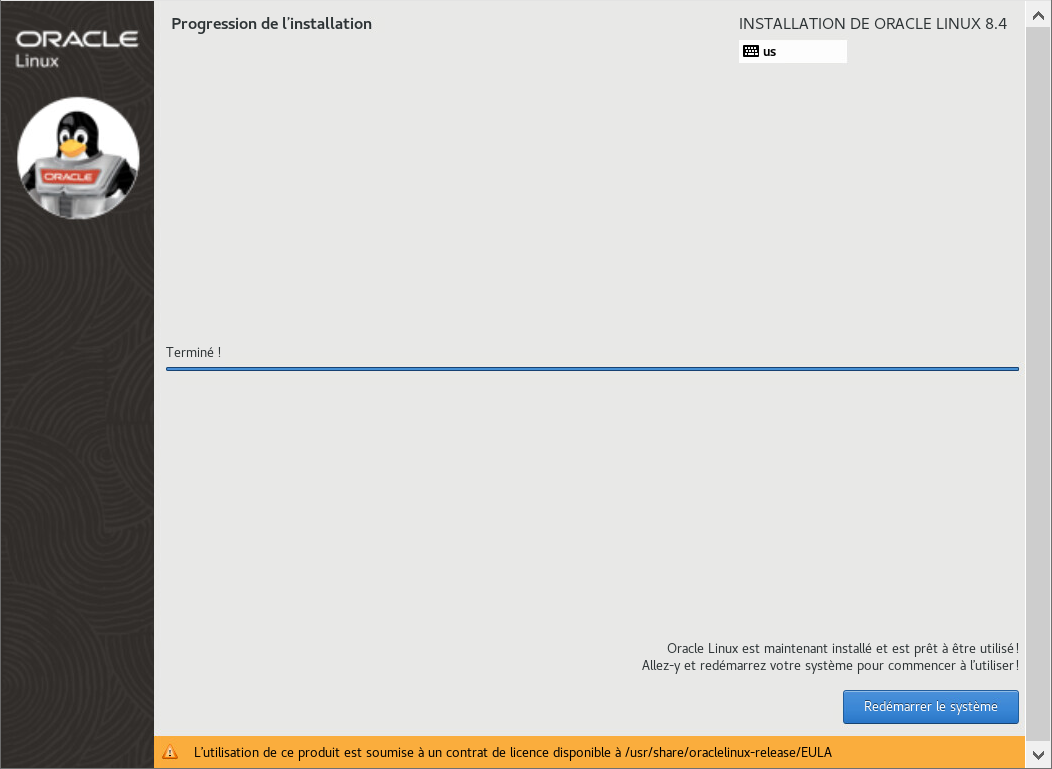 ORACLE
Linux
ORACLE
Progression de l'installation
INSTALLATION DE ORACLE LINUX 8.4
us
Terminé !
Oracle Linux est maintenant installé et est prêt à être utilisé !
Allez-y et redémarrez votre système pour commencer à l'utiliser !
Redémarrer le système
L'utilisation de ce produit est soumise à un contrat de licence disponible à /usr/share/oraclelinux-release/EULA